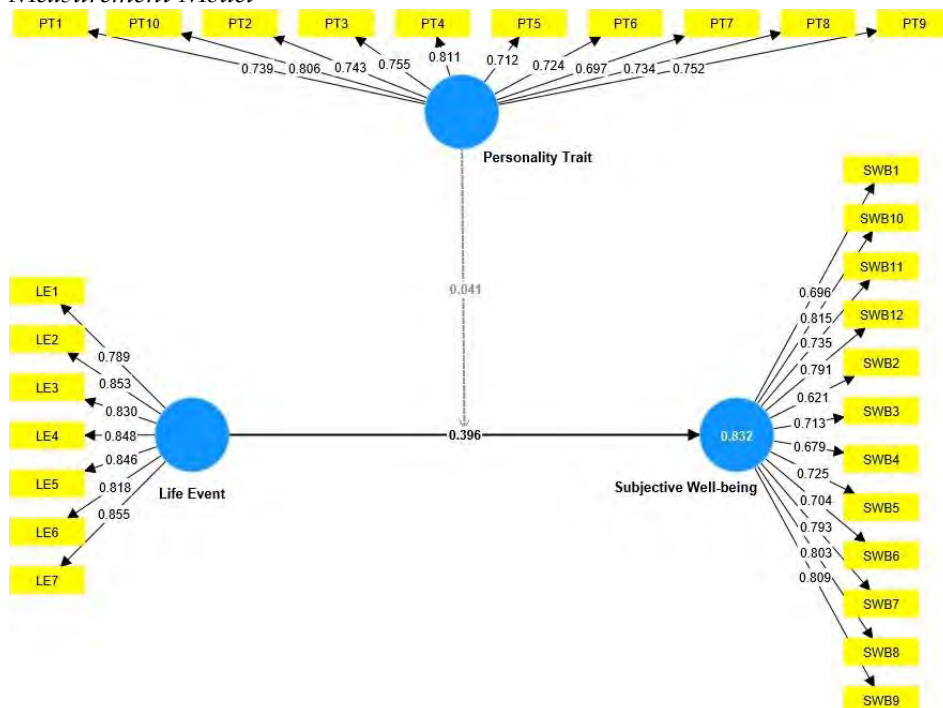 Measurement Model
PT1 PT10 PT2 PT3 PT4 PT5 PT6 PT7 PT8 PT9
0.739 0.806 0.743 0.755 0.811 0.712 0.724 0.697 0.734 0.752
Personality Trait
0.041
LE1
LE2
LE3
LE4
LE5
LE6
LE7
0.789
0.853
0.830
0.848
0.846
0.818
0.855
Life Event
0.396
0.832
Subjective Well-being
0.696
0.815
0.735
0.791
0.621
0.713
0.679
0.725
0.704
0.793
0.803
0.809
SWB1
SWB10
SWB11
SWB12
SWB2
SWB3
SWB4
SWB5
SWB6
SWB7
SWB8
SWB9